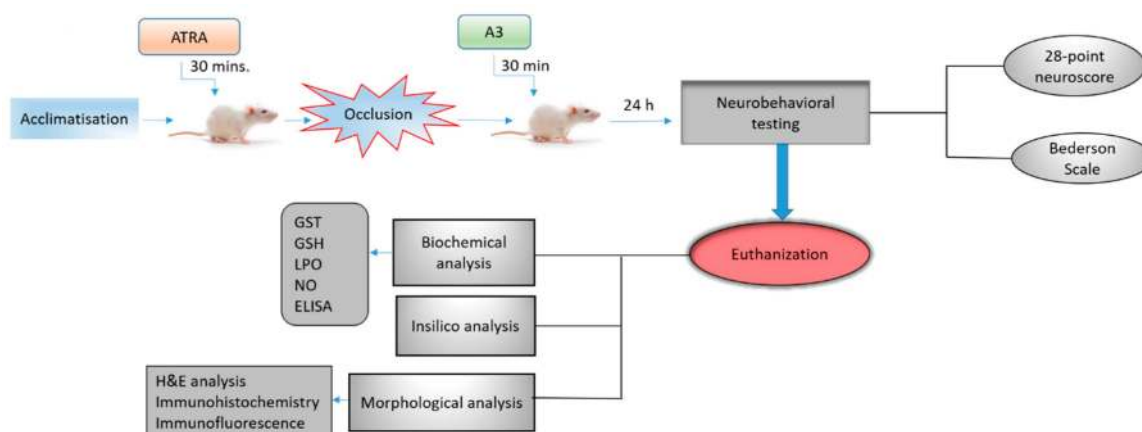 ATRA
A3
30 mins.
30 min
28-point
neuroscore
Acclimatisation
Occlusion
24 h
Neurobehavioral
testing
Bederson
Scale
GST
GSH
LPO
NO
ELISA
Biochemical
analysis
Euthanization
Insilico analysis
H&E analysis
Immunohistochemistry
Immunofluorescence
Morphological analysis